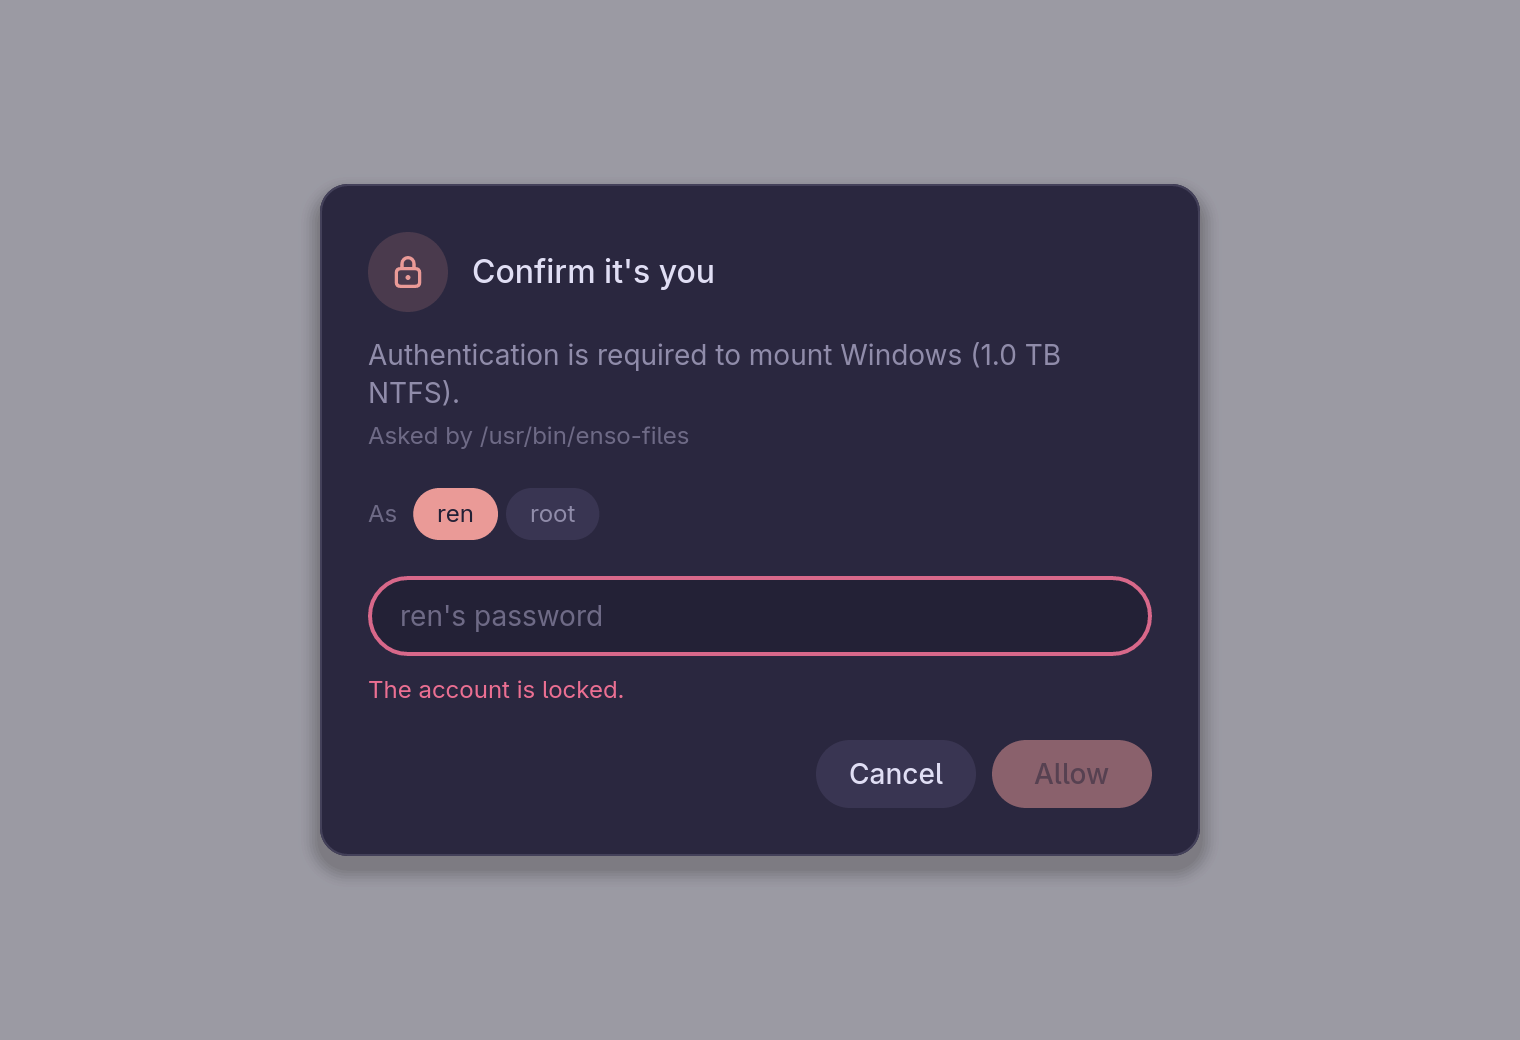 Confirm it's you
Authentication is required to mount Windows (1.0 TB
NTFS).
Asked by /usr/bin/enso-files
As ren root
ren's password
The account is locked.
Cancel Allow